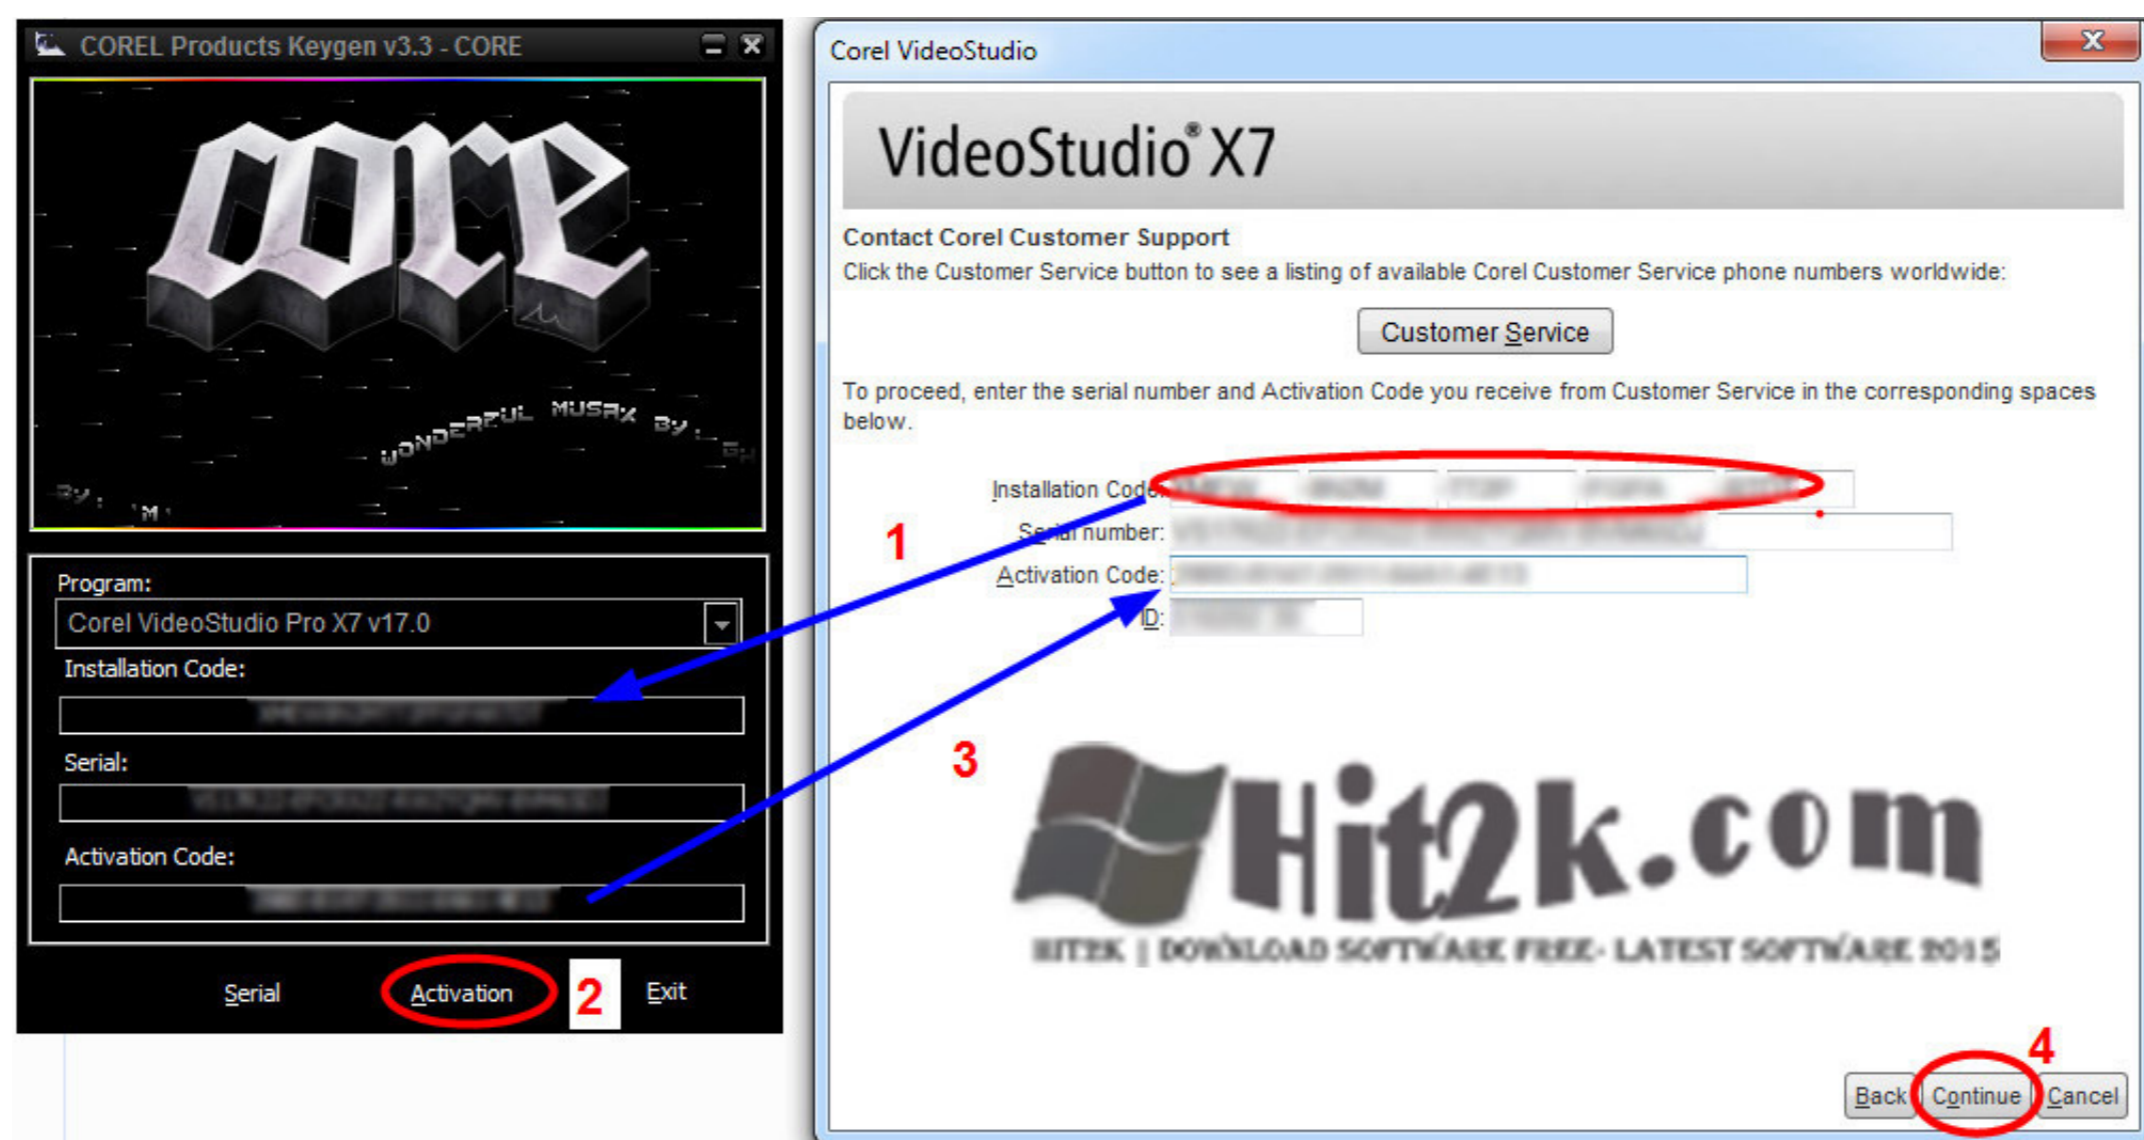 COREL Products Keygen v3.3 - CORE
core
WONDERFUL MUSAX BY:
BY:
Program:
Corel VideoStudio Pro X7 v17.0
Installation Code:
Serial:
Activation Code:
Serial
Activation
2
Exit
Corel VideoStudio
VideoStudio® X7
Contact Corel Customer Support
Click the Customer Service button to see a listing of available Corel Customer Service phone numbers worldwide:
Customer Service
To proceed, enter the serial number and Activation Code you receive from Customer Service in the corresponding spaces
below.
Installation Code:
1
Serial number:
Activation Code:
ID:
3
Hit2k.com
HIT2K | DOWNLOAD SOFTWARE FREE- LATEST SOFTWARE 2015
4
Back
Continue
Cancel